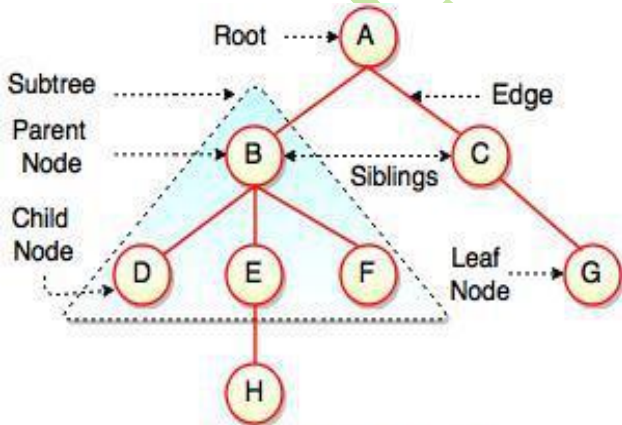 Root
A
Subtree
Edge
Parent
Node
B
C
Siblings
Child
Node
D
E
F
Leaf
Node
G
H